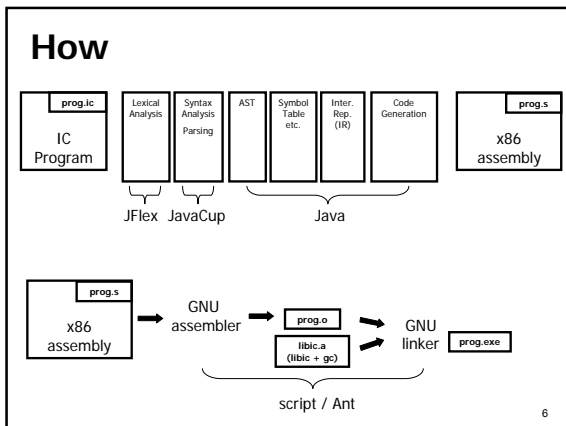 How
prog.ic
IC
Program
Lexical
Analysis
Syntax
Analysis
Parsing
AST
Symbol
Table
etc.
Inter.
Rep.
(IR)
Code
Generation
prog.s
x86
assembly
JFlex
JavaCup
Java
prog.s
x86
assembly
GNU
assembler
prog.o
libic.a
(libic + gc)
GNU
linker
prog.exe
script / Ant
6